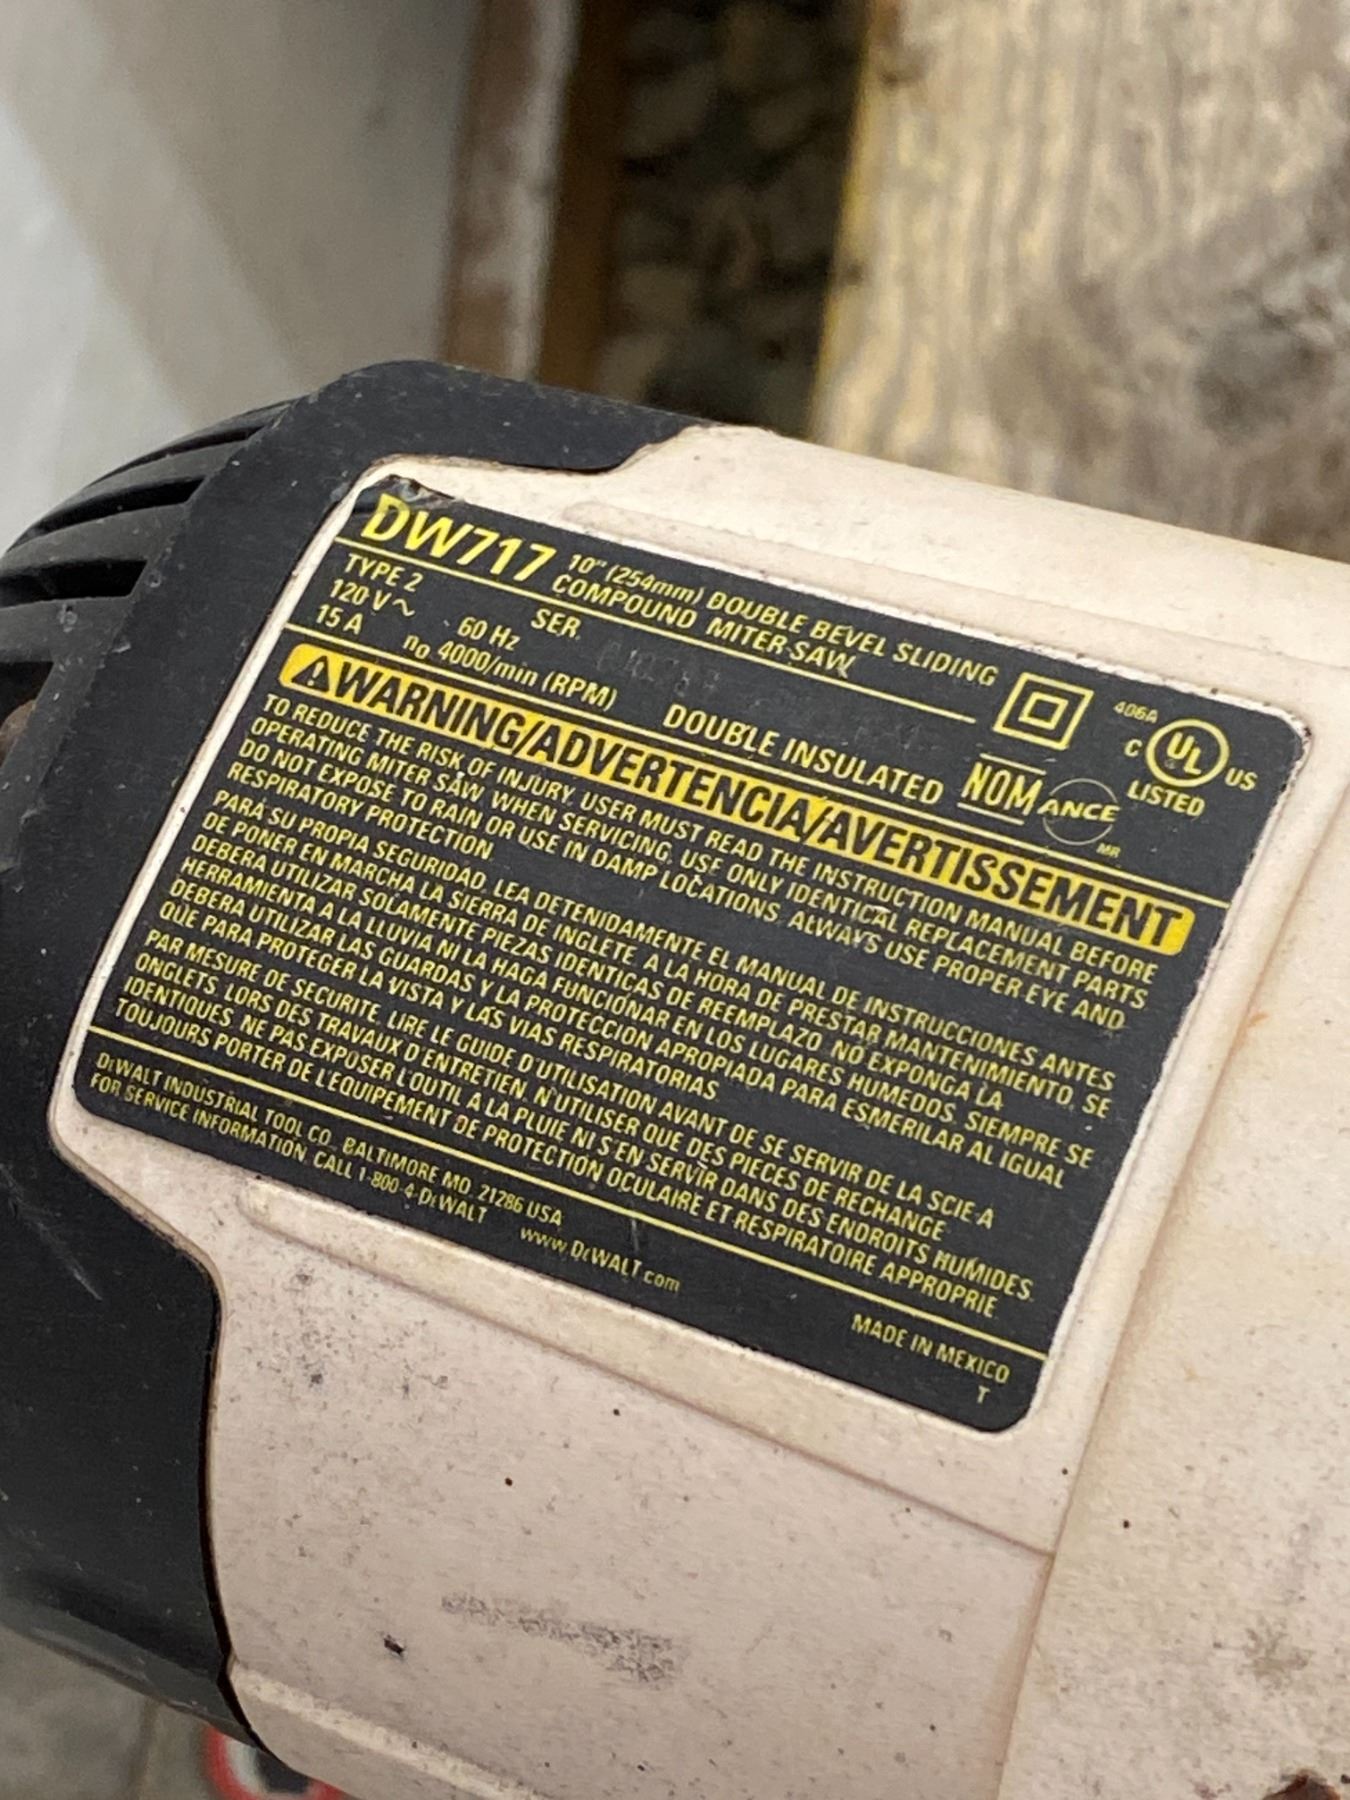 DW717 10" (254mm) DOUBLE BEVEL SLIDING
COMPOUND MITER SAW
TYPE 2 SER.
120 V ~ 60 Hz
15 A n₀ 4000/min (RPM) DOUBLE INSULATED
406A
C UL US
LISTED
NOM ANCE
MR
WARNING/ADVERTENCIA/AVERTISSEMENT
TO REDUCE THE RISK OF INJURY, USER MUST READ THE INSTRUCTION MANUAL BEFORE
OPERATING MITER SAW. WHEN SERVICING, USE ONLY IDENTICAL REPLACEMENT PARTS
DO NOT EXPOSE TO RAIN OR USE IN DAMP LOCATIONS. ALWAYS USE PROPER EYE AND
RESPIRATORY PROTECTION.
PARA SU PROPIA SEGURIDAD, LEA DETENIDAMENTE EL MANUAL DE INSTRUCCIONES ANTES
DE PONER EN MARCHA LA SIERRA DE INGLETE. A LA HORA DE PRESTAR MANTENIMIENTO, SE
DEBERA UTILIZAR SOLAMENTE PIEZAS IDENTICAS DE REEMPLAZO. NO EXPONGA LA
HERRAMIENTA A LA LLUVIA NI LA HAGA FUNCIONAR EN LOS LUGARES HUMEDOS. SIEMPRE SE
DEBERA UTILIZAR LAS GUARDAS Y LA PROTECCION APROPIADA PARA ESMERILAR AL IGUAL
QUE PARA PROTEGER LA VISTA Y LAS VIAS RESPIRATORIAS.
PAR MESURE DE SECURITE, LIRE LE GUIDE D'UTILISATION AVANT DE SE SERVIR DE LA SCIE A
ONGLETS. LORS DES TRAVAUX D'ENTRETIEN, N'UTILISER QUE DES PIECES DE RECHANGE
IDENTIQUES. NE PAS EXPOSER L'OUTIL A LA PLUIE NI S'EN SERVIR DANS DES ENDROITS HUMIDES.
TOUJOURS PORTER DE L'EQUIPEMENT DE PROTECTION OCULAIRE ET RESPIRATOIRE APPROPRIE.
DEWALT INDUSTRIAL TOOL CO., BALTIMORE MD, 21286 USA
FOR SERVICE INFORMATION, CALL 1-800-4-DEWALT www.DEWALT.com
MADE IN MEXICO
T